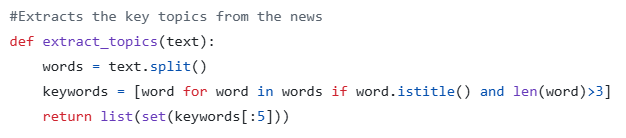 #Extracts the key topics from the news
def extract_topics(text):
    words = text.split()
    keywords = [word for word in words if word.istitle() and len(word)>3]
    return list(set(keywords[:5]))